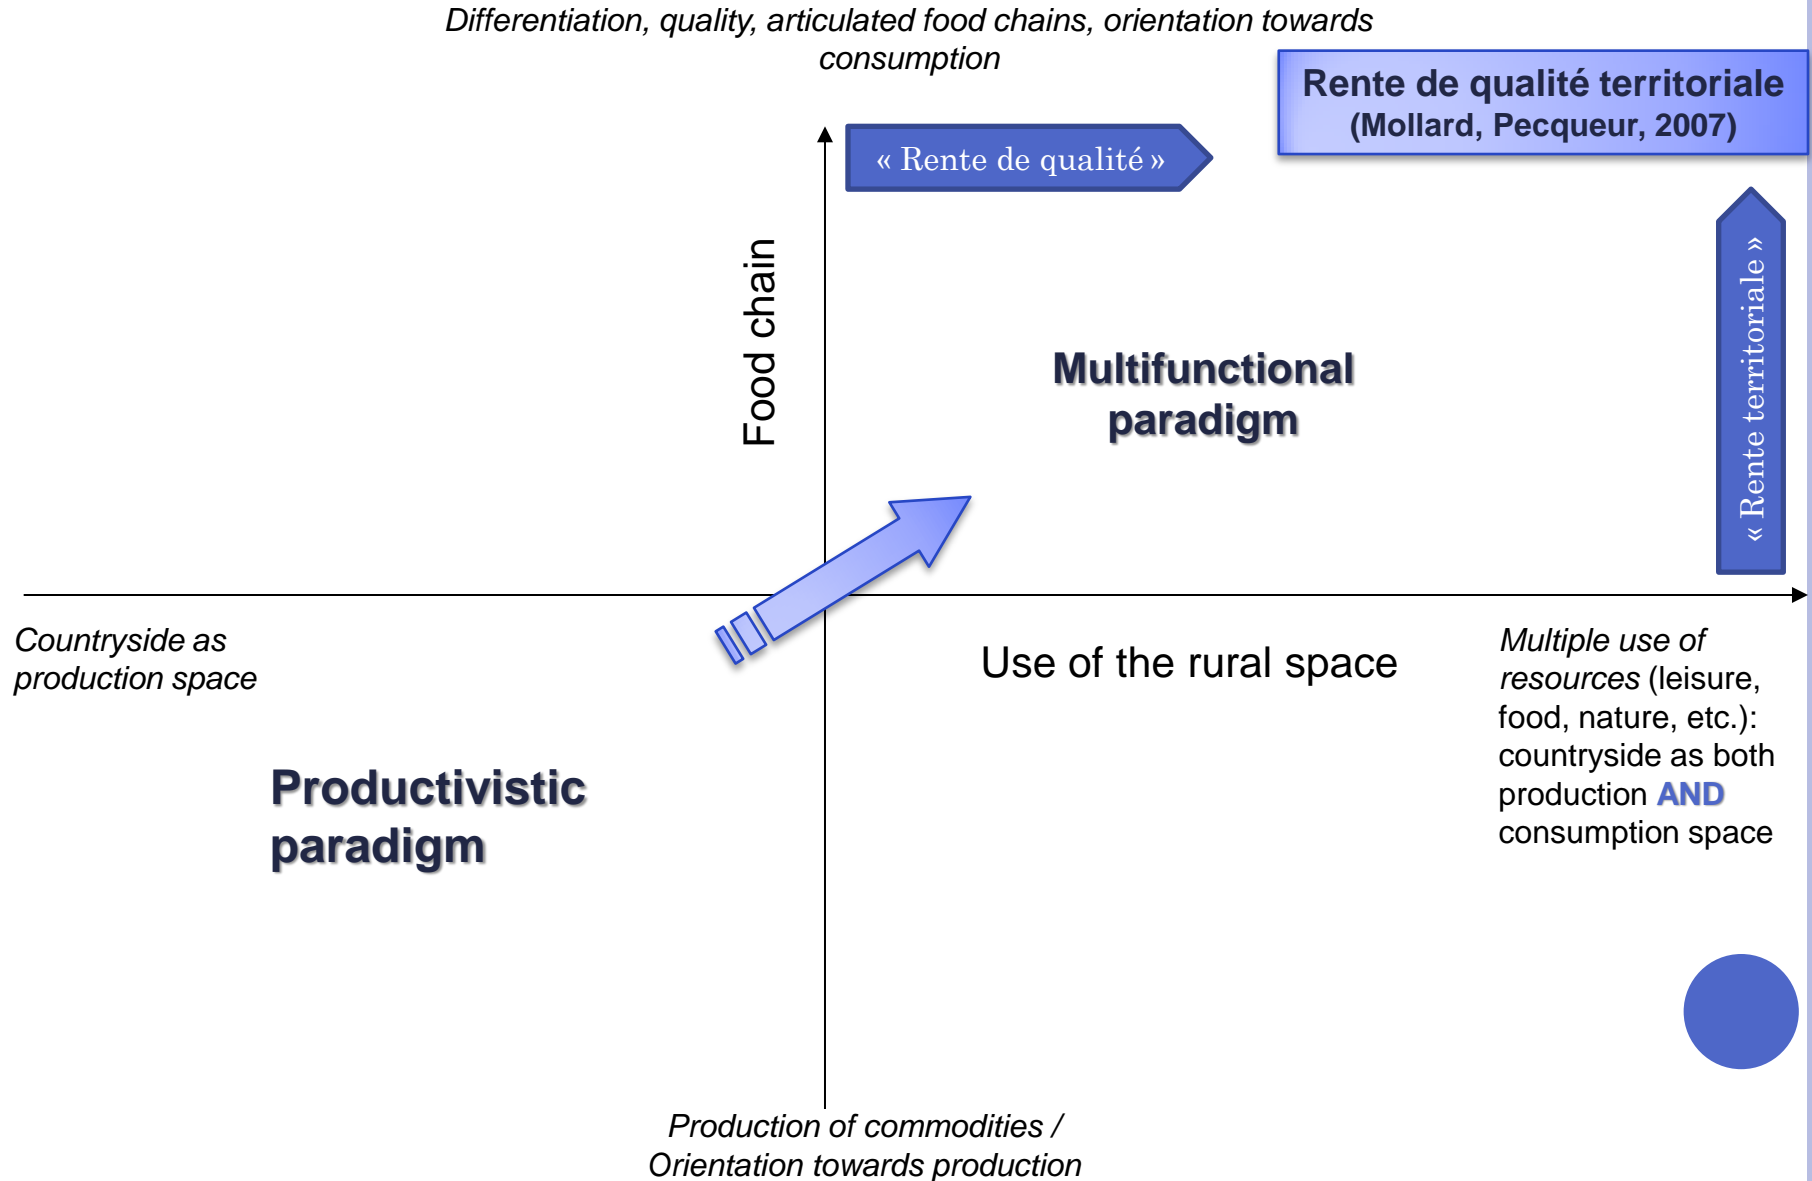 Differentiation, quality, articulated food chains, orientation towards
consumption
Rente de qualité territoriale
(Mollard, Pecqueur, 2007)
« Rente de qualité »
« Rente territoriale »
Food chain
Multifunctional
paradigm
Countryside as
production space
Use of the rural space
Multiple use of
resources (leisure,
food, nature, etc.):
countryside as both
production AND
consumption space
Productivistic
paradigm
Production of commodities /
Orientation towards production